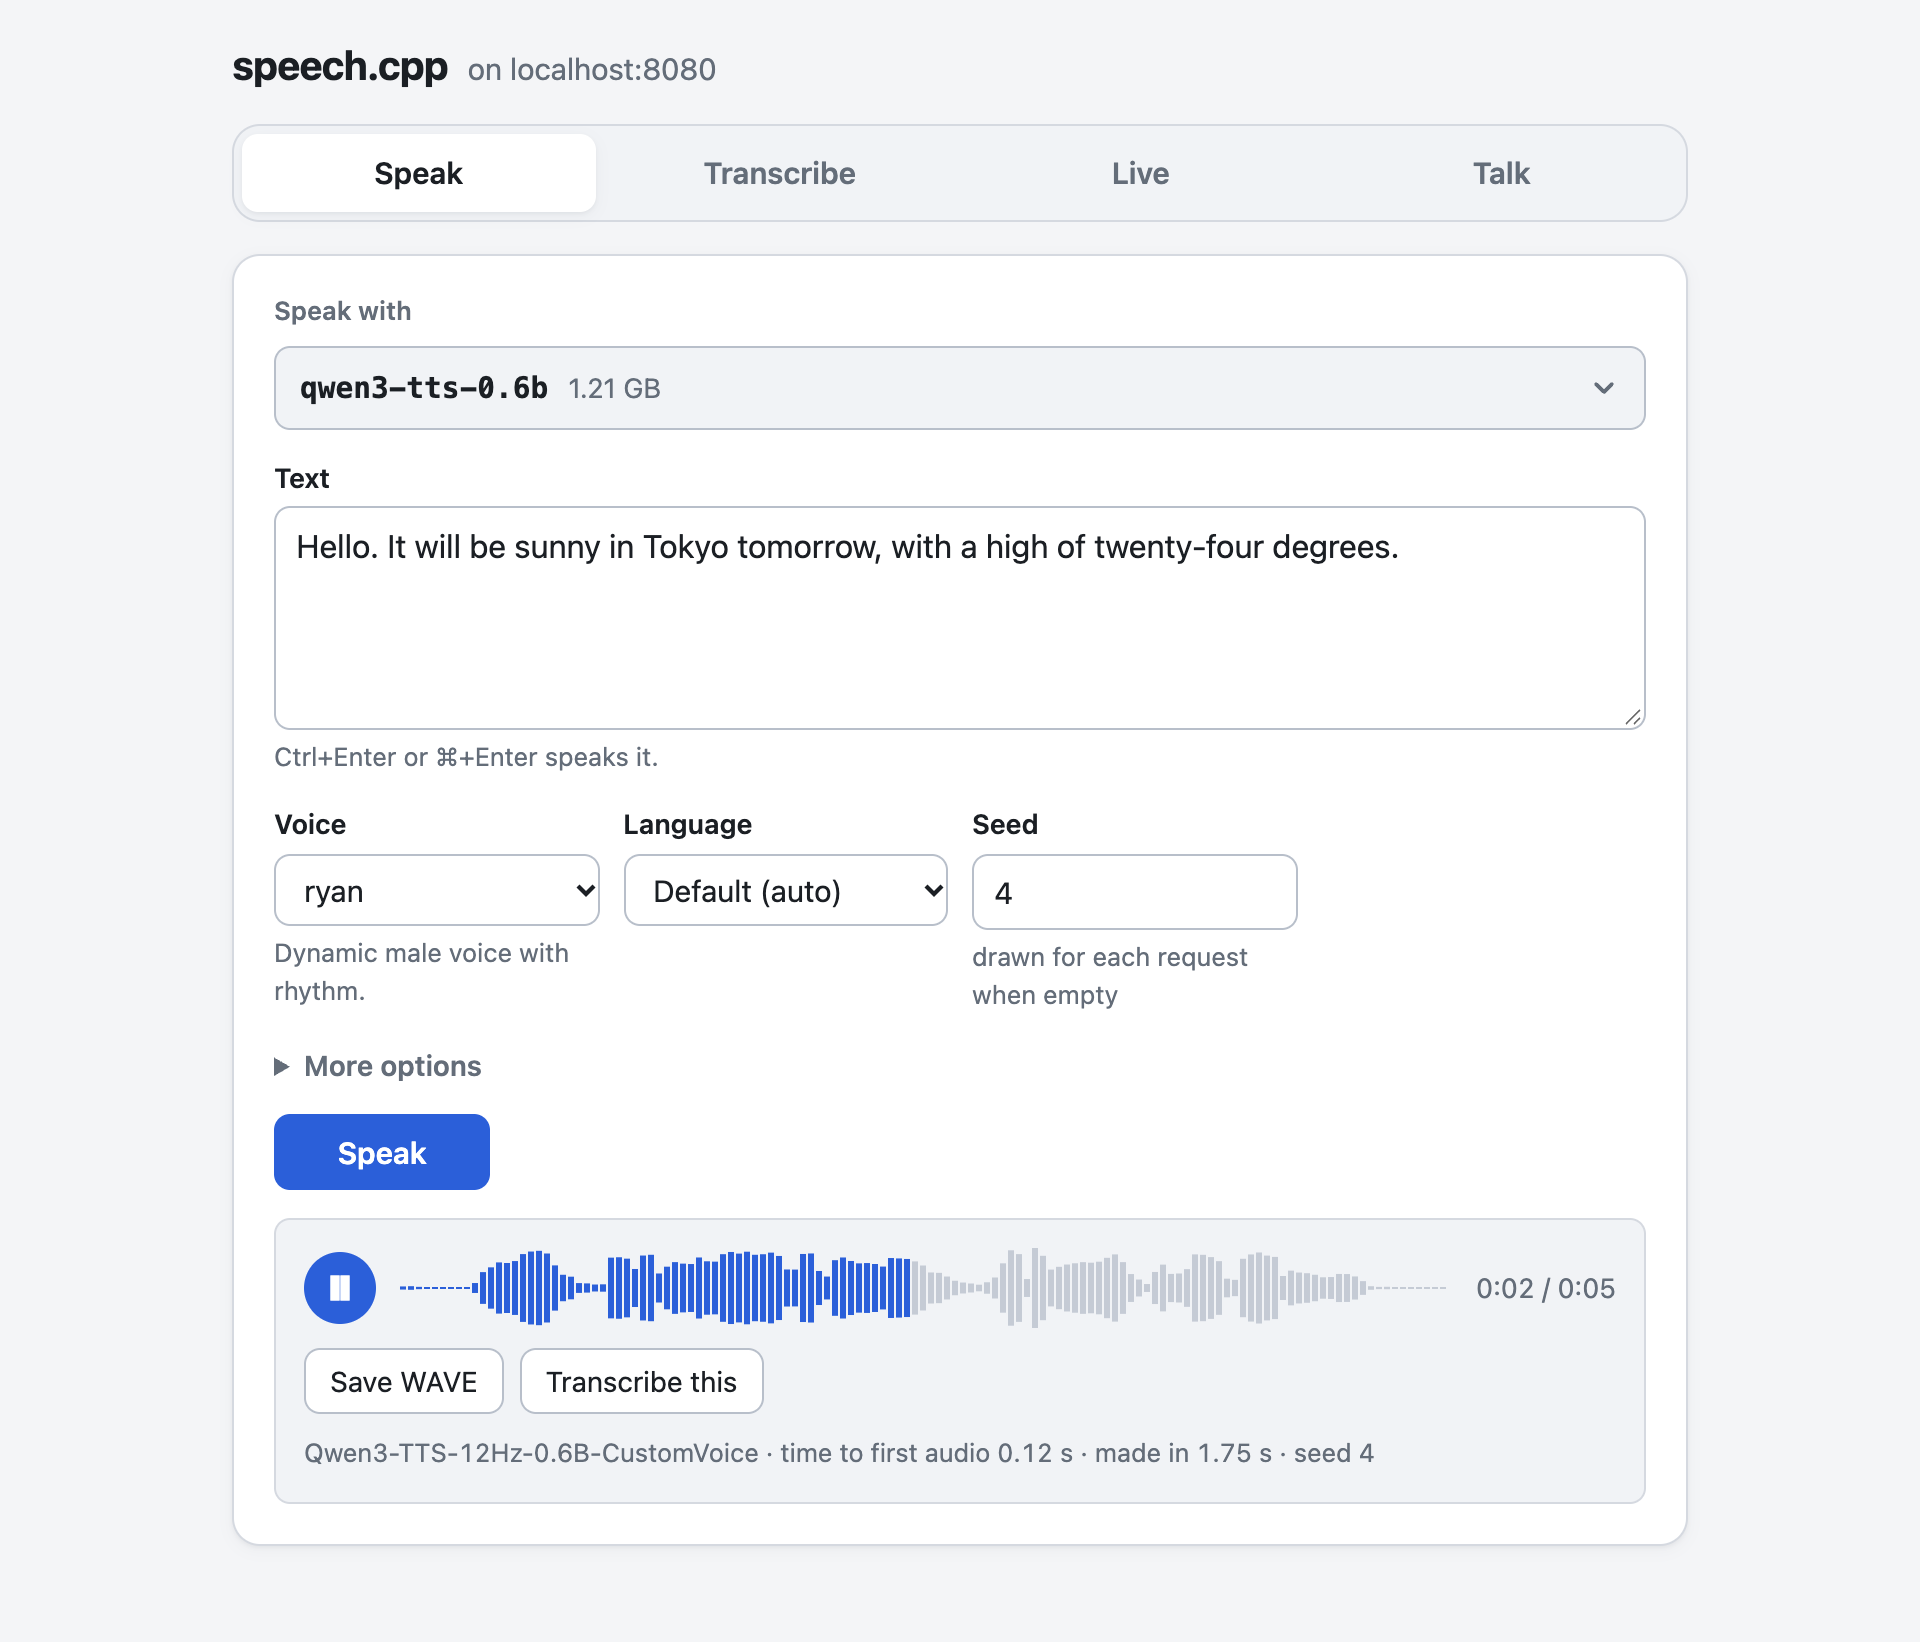 speech.cpp on localhost:8080
Speak Transcribe Live Talk
Speak with
qwen3-tts-0.6b 1.21 GB
Text
Hello. It will be sunny in Tokyo tomorrow, with a high of twenty-four degrees.
Ctrl+Enter or ⌘+Enter speaks it.
Voice Language Seed
ryan Default (auto) 4
Dynamic male voice with
rhythm.
drawn for each request
when empty
More options
Speak
0:02 / 0:05
Save WAVE Transcribe this
Qwen3-TTS-12Hz-0.6B-CustomVoice · time to first audio 0.12 s · made in 1.75 s · seed 4